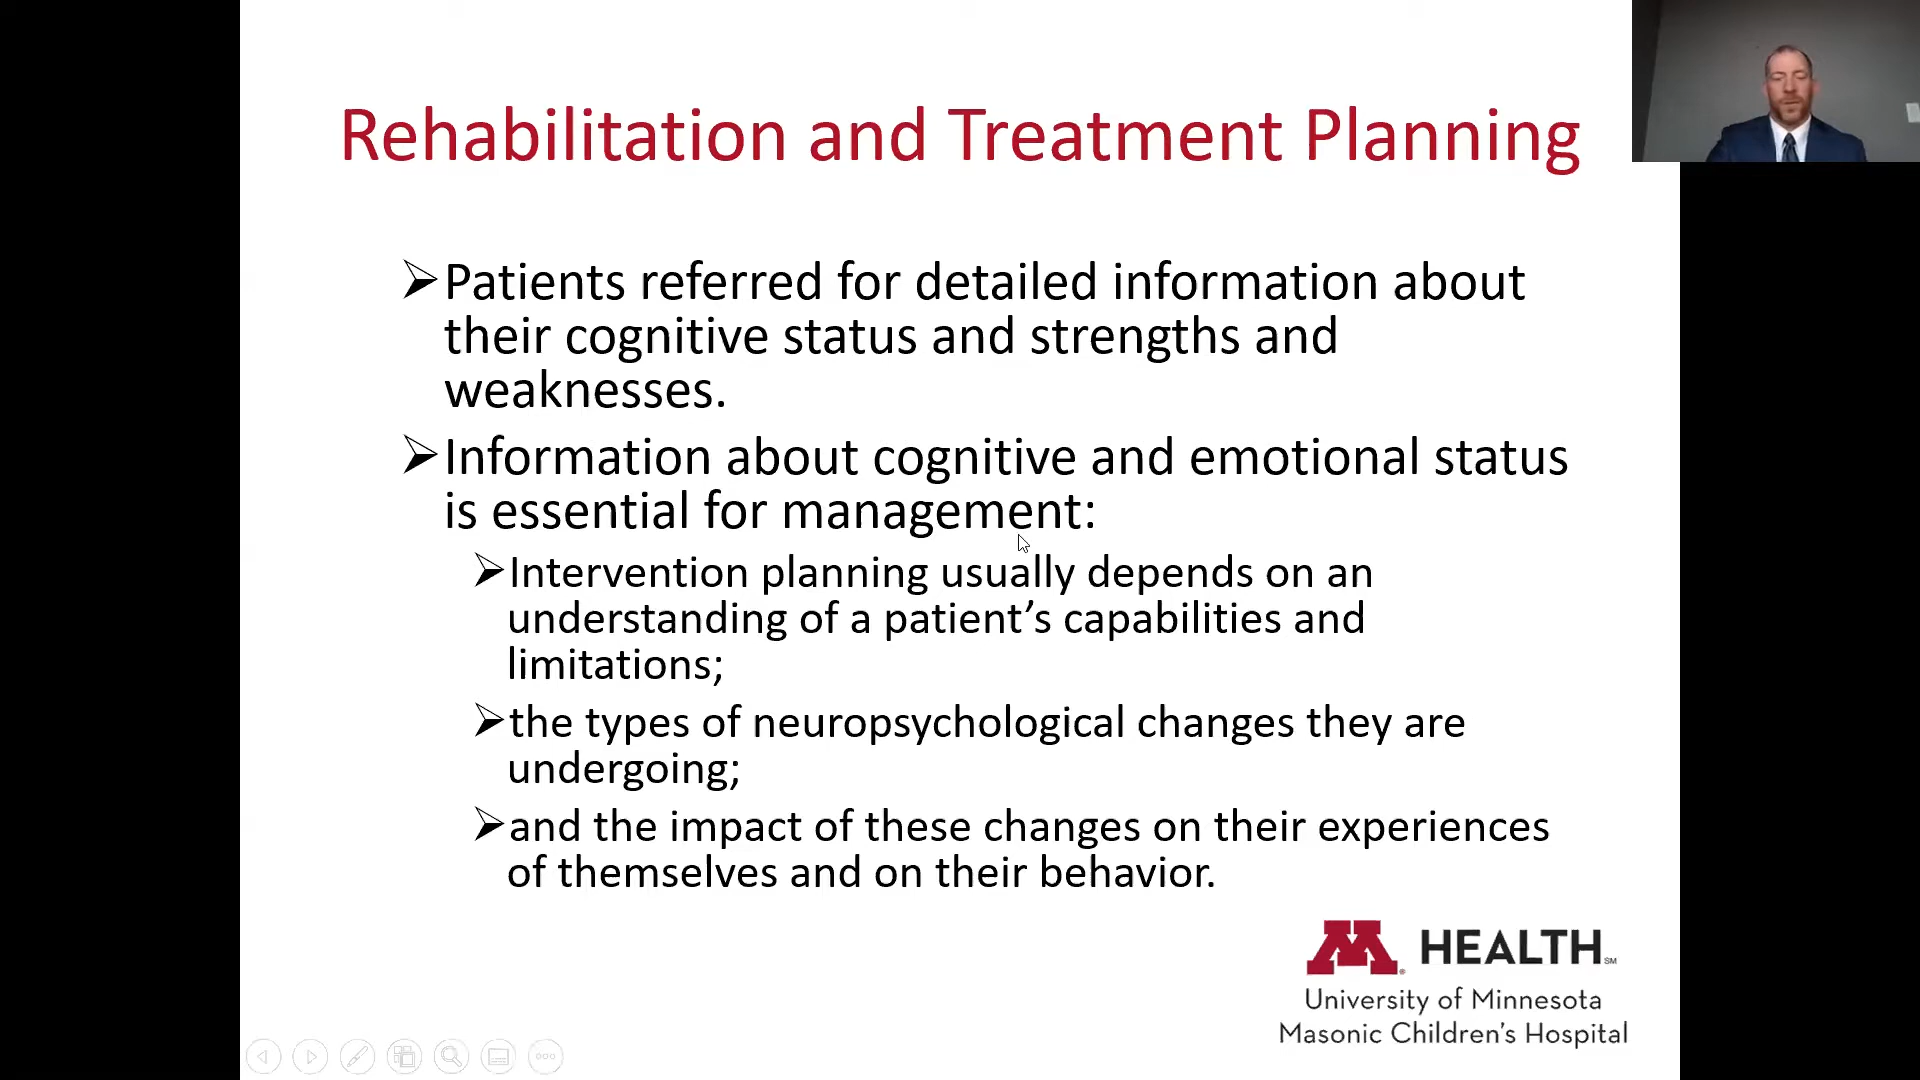 Rehabilitation and Treatment Planning
➢Patients referred for detailed information about
their cognitive status and strengths and
weaknesses.
➢Information about cognitive and emotional status
is essential for management:
➢Intervention planning usually depends on an
understanding of a patient’s capabilities and
limitations;
➢the types of neuropsychological changes they are
undergoing;
➢and the impact of these changes on their experiences
of themselves and on their behavior.
M® HEALTH℠
University of Minnesota
Masonic Children’s Hospital